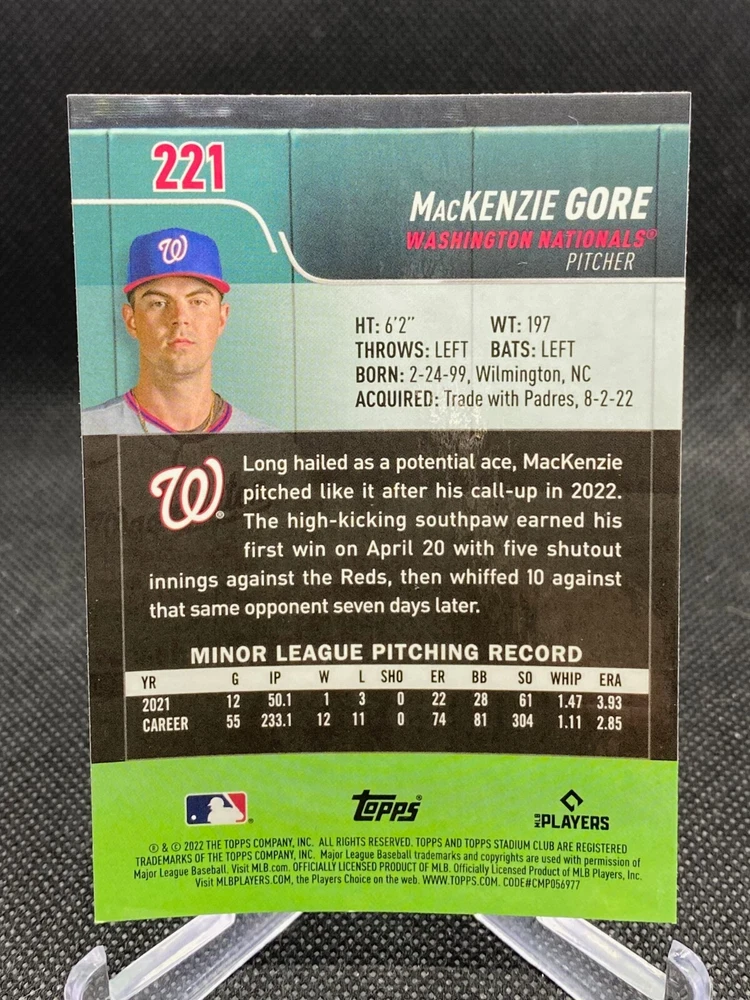 221
MacKENZIE GORE
WASHINGTON NATIONALS®
PITCHER
W
HT: 6'2" WT: 197
THROWS: LEFT BATS: LEFT
BORN: 2-24-99, Wilmington, NC
ACQUIRED: Trade with Padres, 8-2-22
W®
Long hailed as a potential ace, MacKenzie
pitched like it after his call-up in 2022.
The high-kicking southpaw earned his
first win on April 20 with five shutout
innings against the Reds, then whiffed 10 against
that same opponent seven days later.
MINOR LEAGUE PITCHING RECORD
YR G IP W L SHO ER BB SO WHIP ERA
2021 12 50.1 1 3 0 22 28 61 1.47 3.93
CAREER 55 233.1 12 11 0 74 81 304 1.11 2.85
Topps®
MLB PLAYERS
® & © 2022 THE TOPPS COMPANY, INC. ALL RIGHTS RESERVED. TOPPS AND TOPPS STADIUM CLUB ARE REGISTERED
TRADEMARKS OF THE TOPPS COMPANY, INC. Major League Baseball trademarks and copyrights are used with permission of
Major League Baseball. Visit MLB.com. OFFICIALLY LICENSED PRODUCT OF MLB. Officially Licensed Product of MLB Players, Inc.
Visit MLBPLAYERS.COM, the Players Choice on the web. WWW.TOPPS.COM. CODE#CMP056977